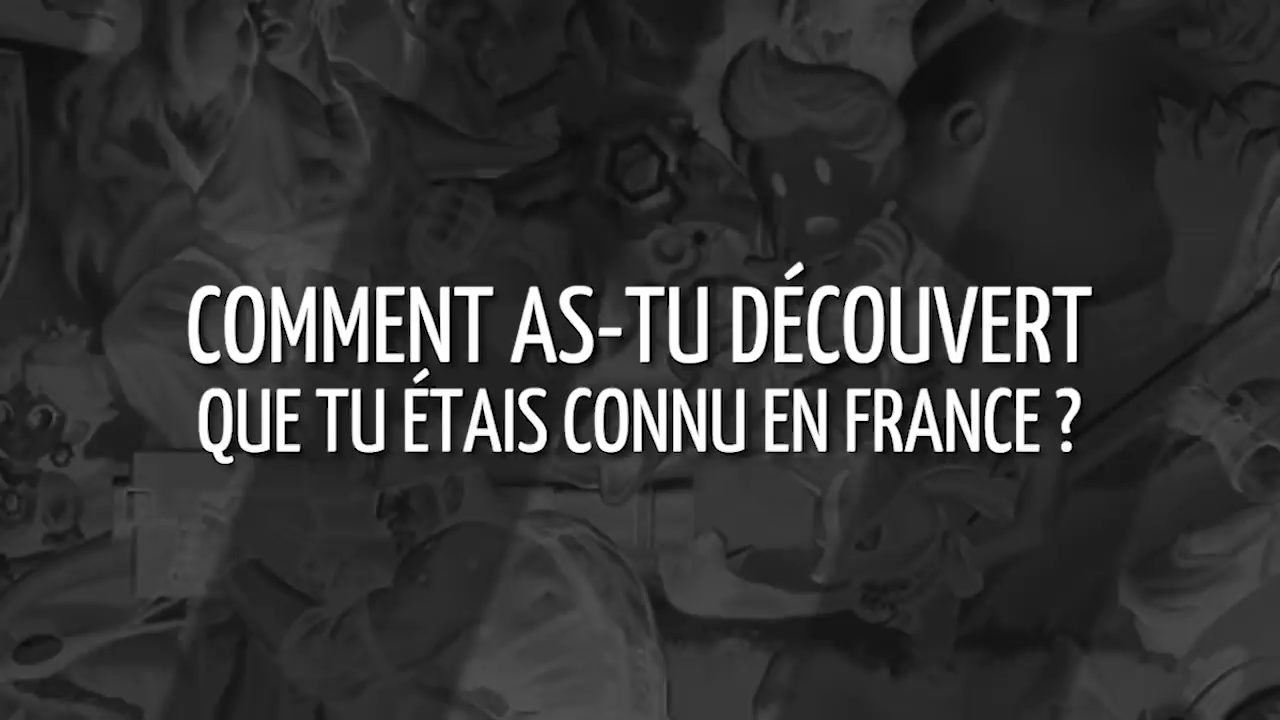 COMMENT AS-TU DÉCOUVERT
QUE TU ÉTAIS CONNU EN FRANCE ?